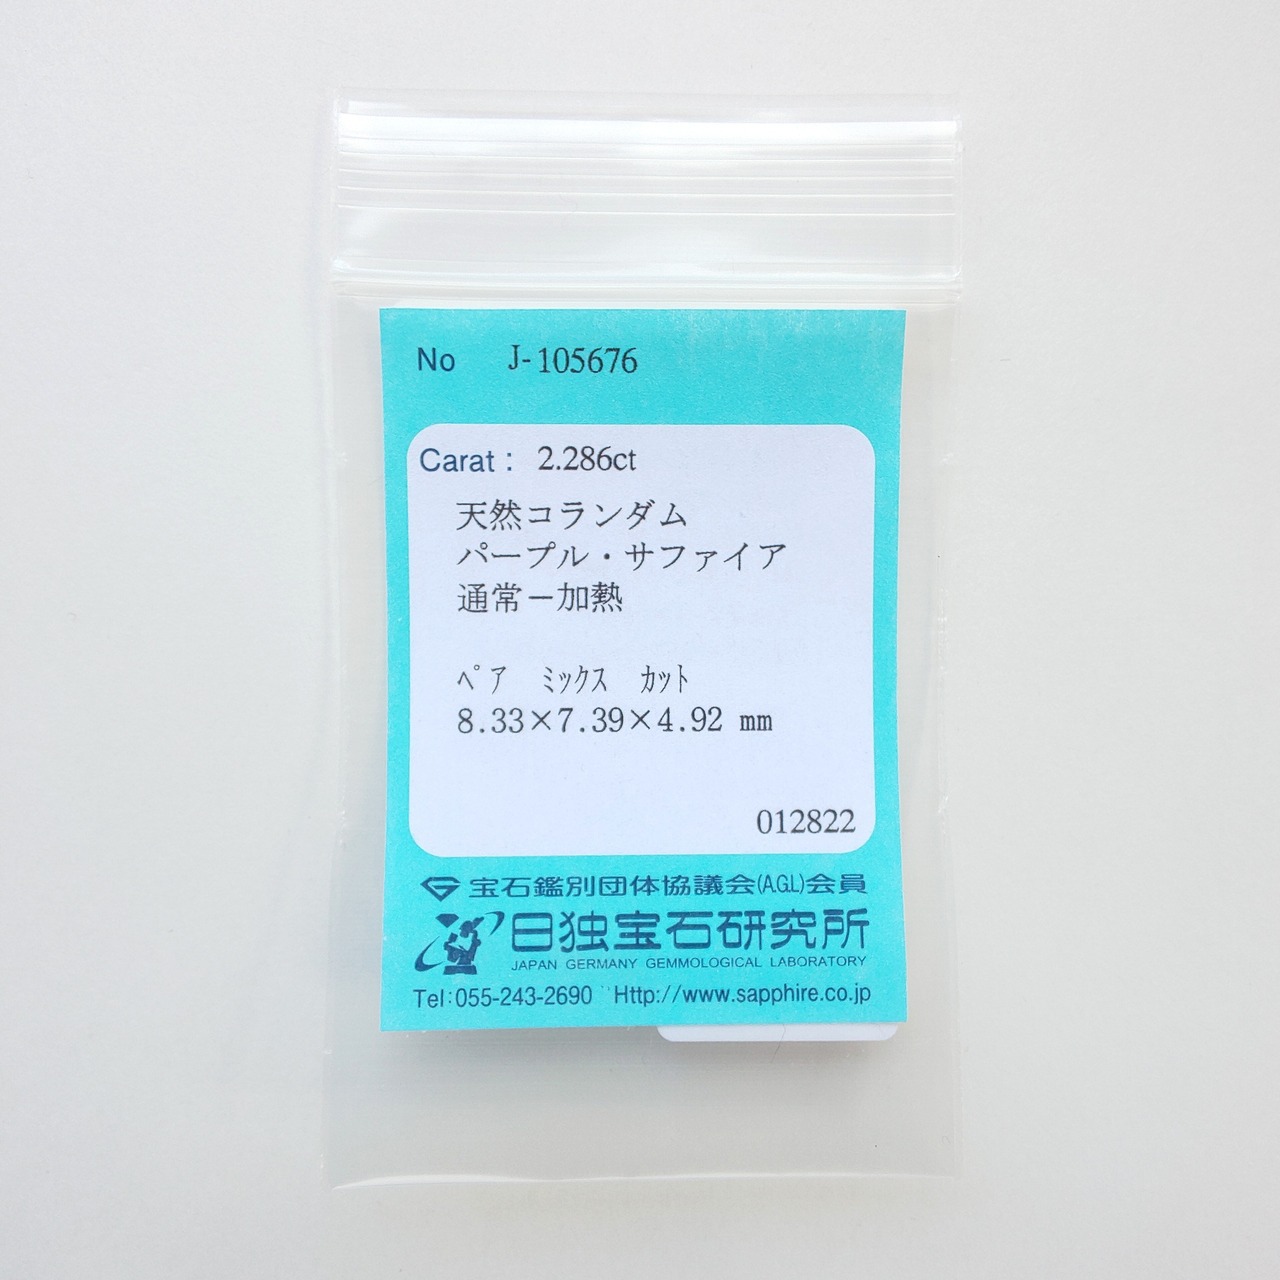 No J-105676
Carat : 2.286ct
天然コランダム
パープル・サファイア
通常－加熱
ﾍﾟｱ ﾐｯｸｽ ｶｯﾄ
8.33×7.39×4.92 mm
012822
宝石鑑別団体協議会(A.G.L)会員
日独宝石研究所
JAPAN GERMANY GEMMOLOGICAL LABORATORY
Tel:055-243-2690 Http://www.sapphire.co.jp